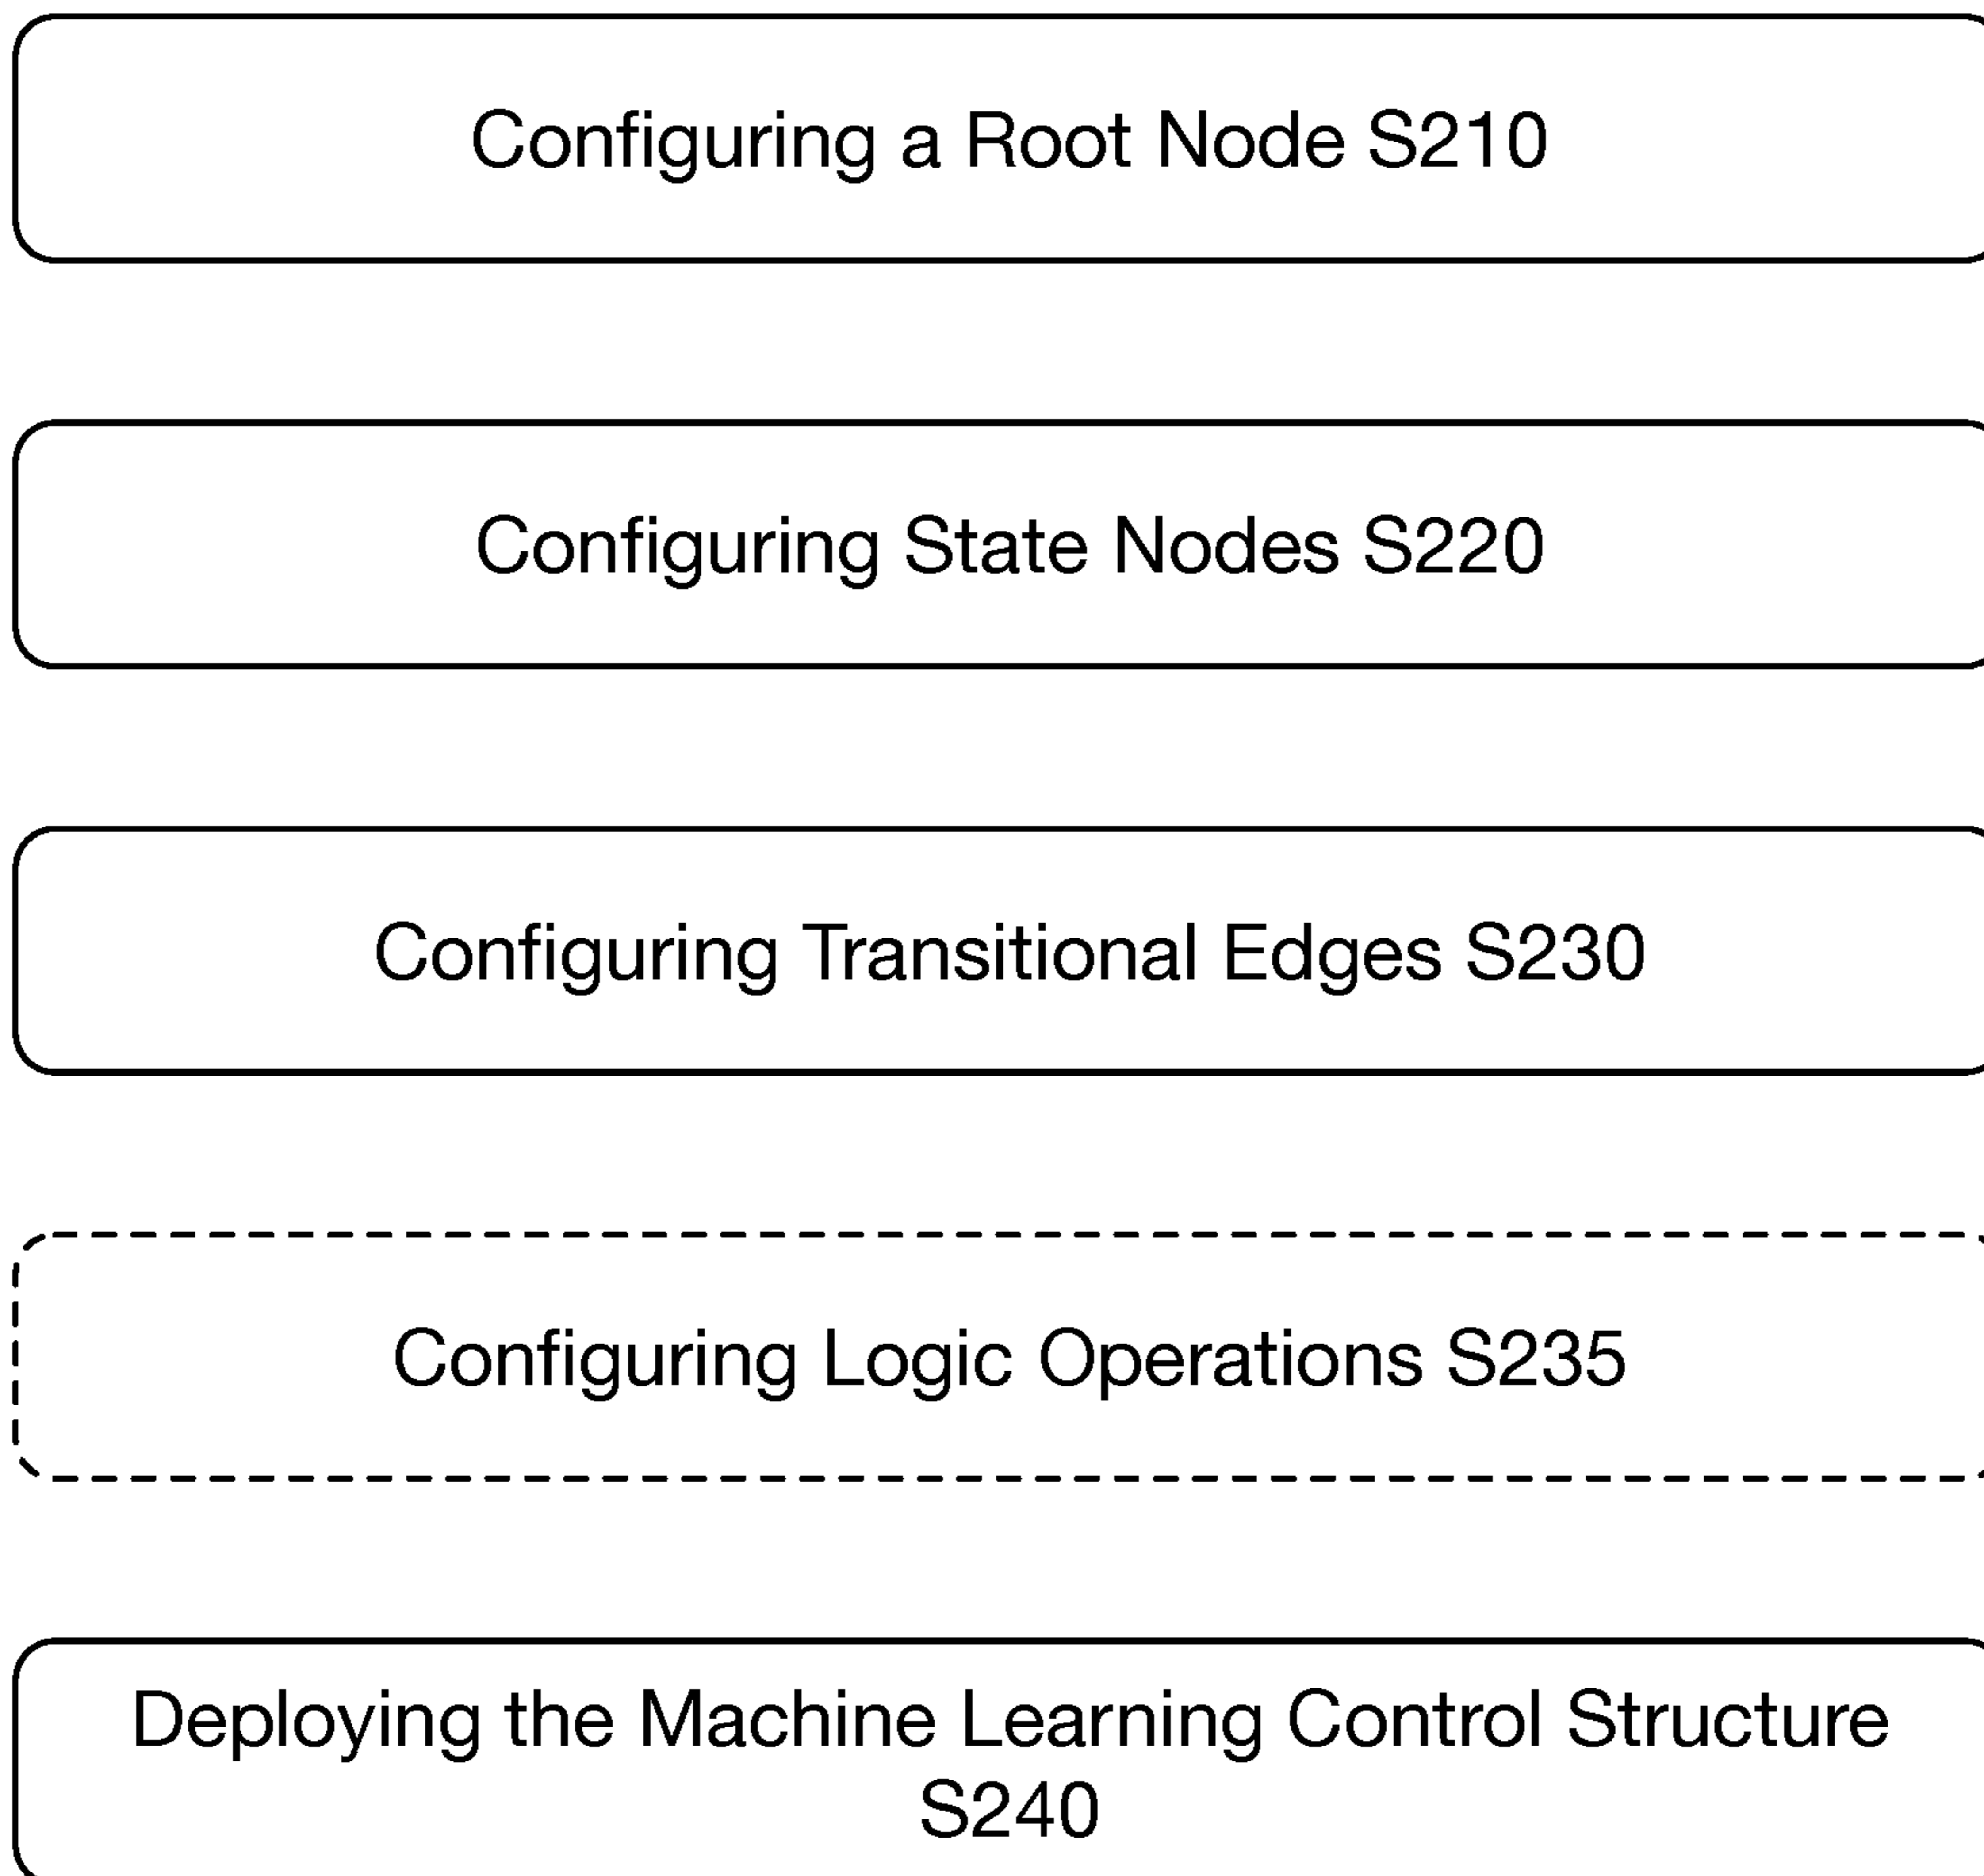 Configuring a Root Node S210
Configuring State Nodes S220
Configuring Transitional Edges S230
Configuring Logic Operations S235
Deploying the Machine Learning Control Structure
S240